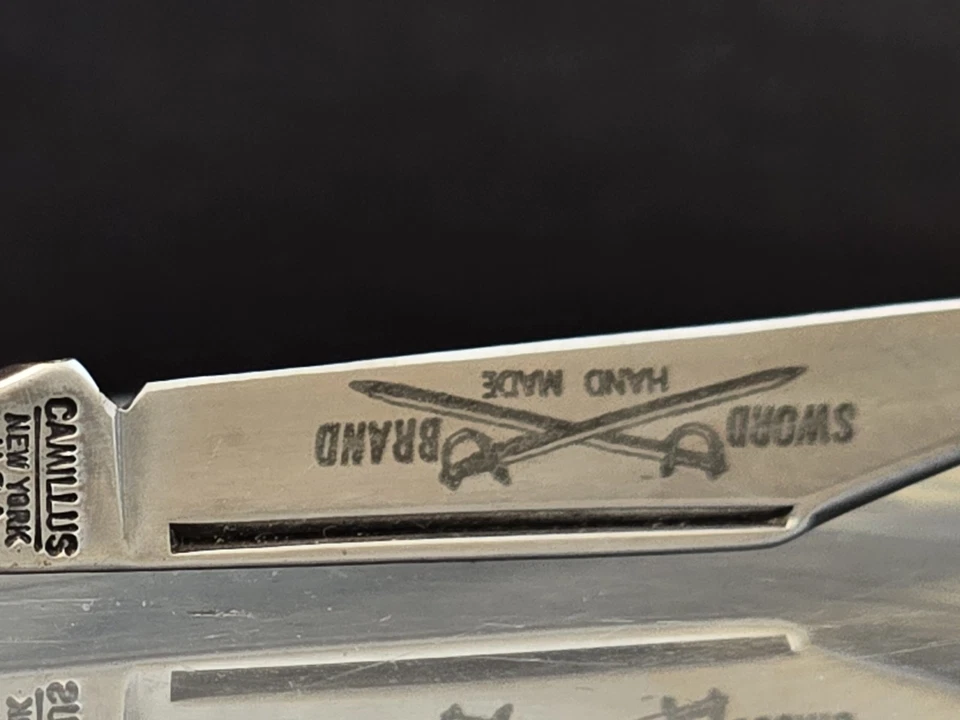 HAND MADE
SWORD BRAND
CAMILLUS
NEW YORK
U.S.A.